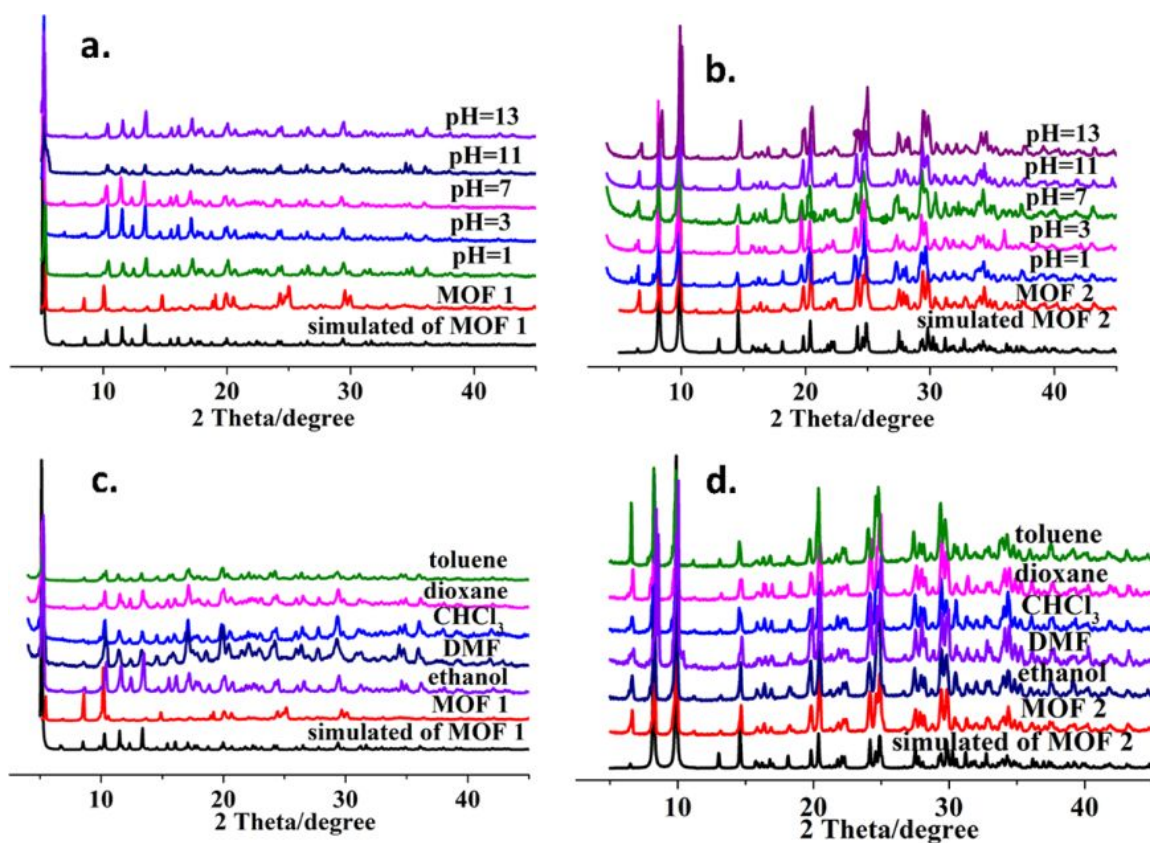 a.
pH=13
pH=11
pH=7
pH=3
pH=1
MOF 1
simulated of MOF 1
10 20 30 40
2 Theta/degree
b.
pH=13
pH=11
pH=7
pH=3
pH=1
MOF 2
simulated MOF 2
10 20 30 40
2 Theta/degree
c.
toluene
dioxane
CHCl₃
DMF
ethanol
MOF 1
simulated of MOF 1
10 20 30 40
2 Theta/degree
d.
toluene
dioxane
CHCl₃
DMF
ethanol
MOF 2
simulated of MOF 2
10 20 30 40
2 Theta/degree